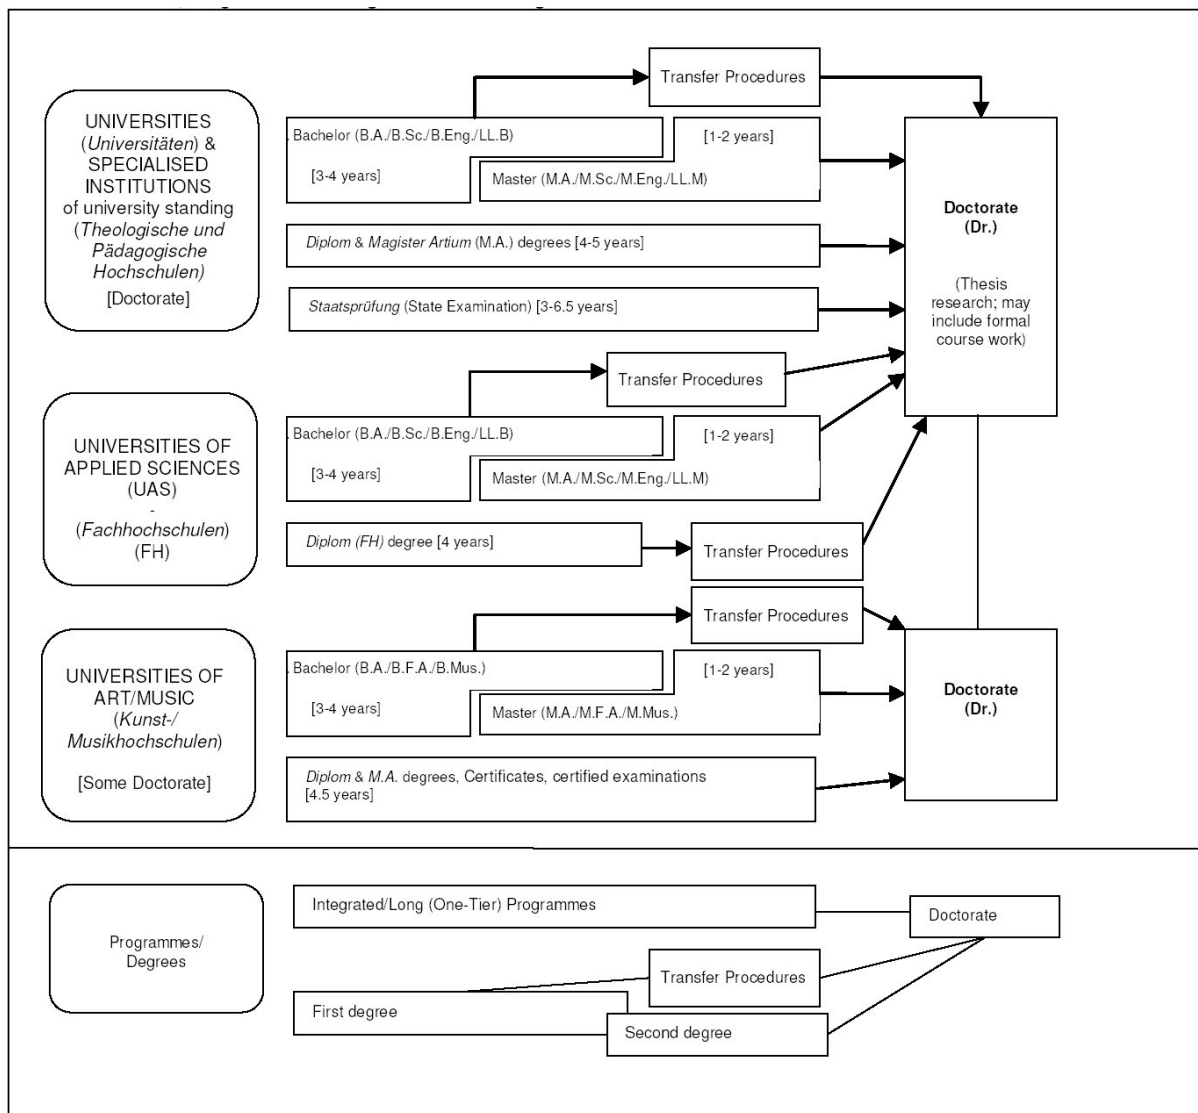 Transfer Procedures
UNIVERSITIES
(Universitäten) &
SPECIALISED
INSTITUTIONS
of university standing
(Theologische und
Pädagogische
Hochschulen)
[Doctorate]
. Bachelor (B.A./B.Sc./B.Eng./LL.B)
[1-2 years]
[3-4 years]
Master (M.A./M.Sc./M.Eng./LL.M)
Diplom & Magister Artium (M.A.) degrees [4-5 years]
Staatsprüfung (State Examination) [3-6.5 years]
Doctorate
(Dr.)
(Thesis
research; may
include formal
course work)
Transfer Procedures
UNIVERSITIES OF
APPLIED SCIENCES
(UAS)
-
(Fachhochschulen)
(FH)
. Bachelor (B.A./B.Sc./B.Eng./LL.B)
[1-2 years]
[3-4 years]
Master (M.A./M.Sc./M.Eng./LL.M)
Diplom (FH) degree [4 years]
Transfer Procedures
Transfer Procedures
UNIVERSITIES OF
ART/MUSIC
(Kunst-/
Musikhochschulen)
[Some Doctorate]
. Bachelor (B.A./B.F.A./B.Mus.)
[1-2 years]
[3-4 years]
Master (M.A./M.F.A./M.Mus.)
Diplom & M.A. degrees, Certificates, certified examinations
[4.5 years]
Doctorate
(Dr.)
Programmes/
Degrees
Integrated/Long (One-Tier) Programmes
Doctorate
Transfer Procedures
First degree
Second degree